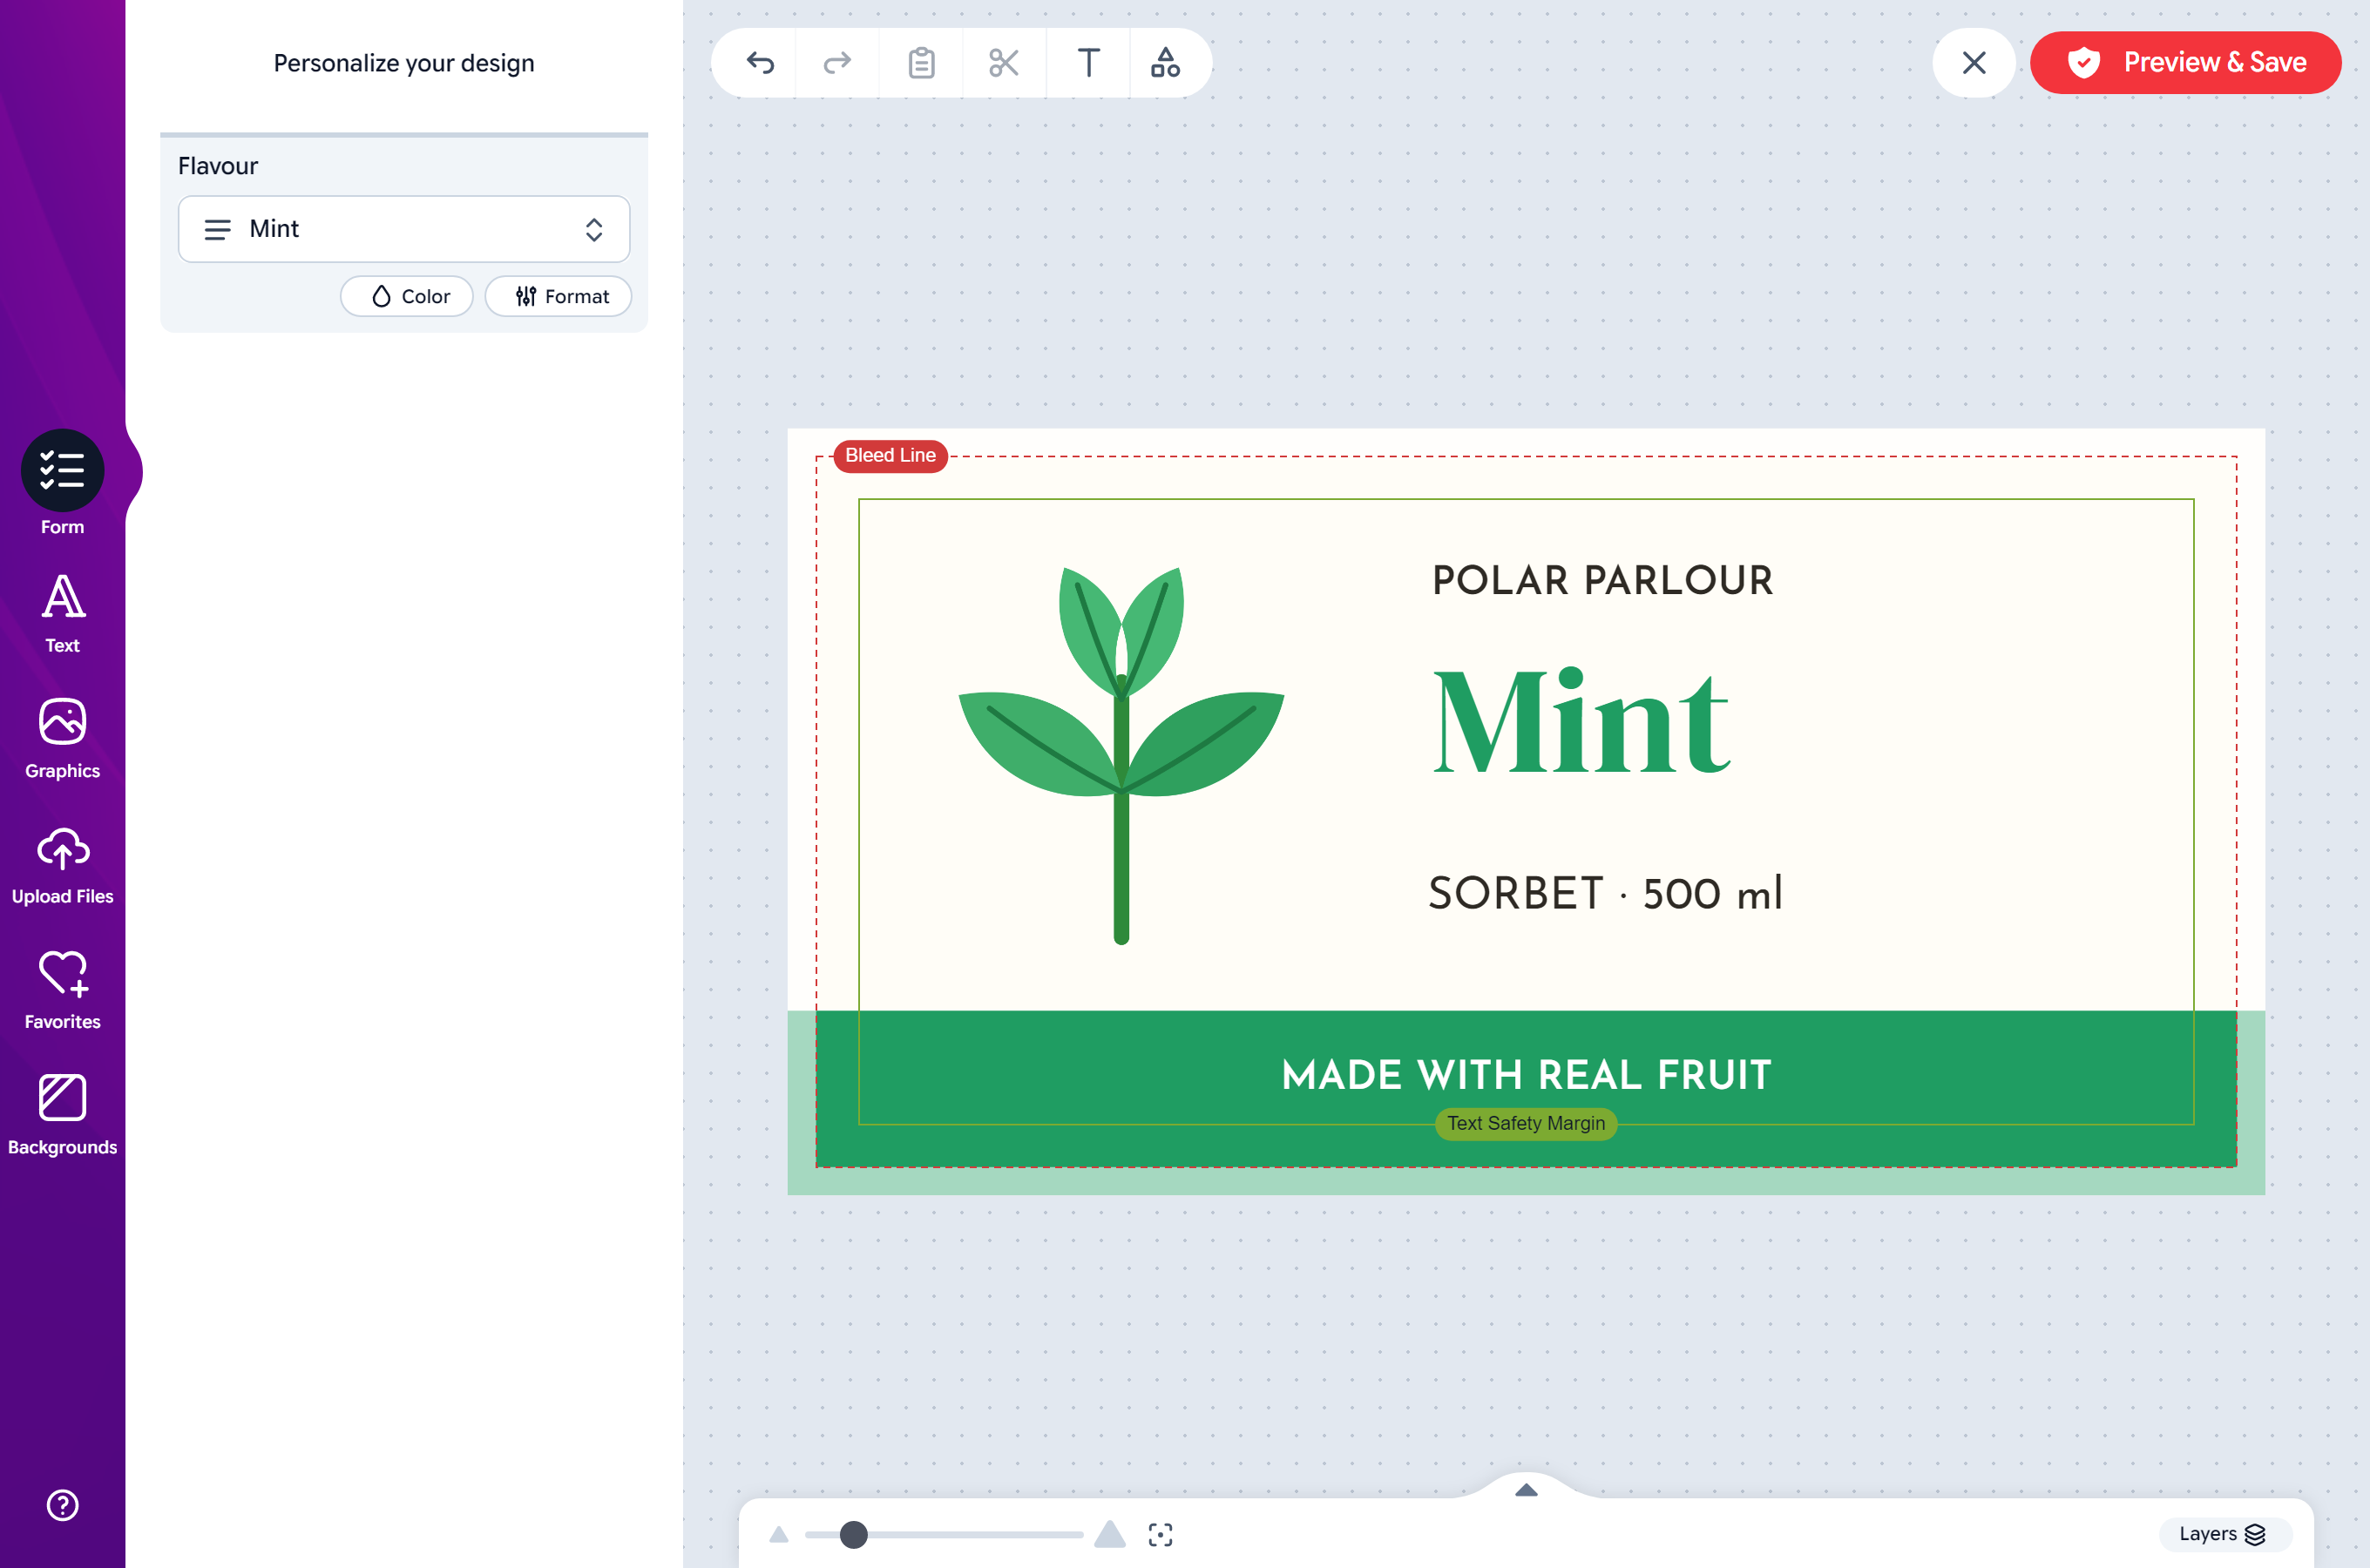 Personalize your design
Flavour
Mint
Color
Format
Form
Text
Graphics
Upload Files
Favorites
Backgrounds
Preview & Save
Bleed Line
POLAR PARLOUR
Mint
SORBET · 500 ml
MADE WITH REAL FRUIT
Text Safety Margin
Layers